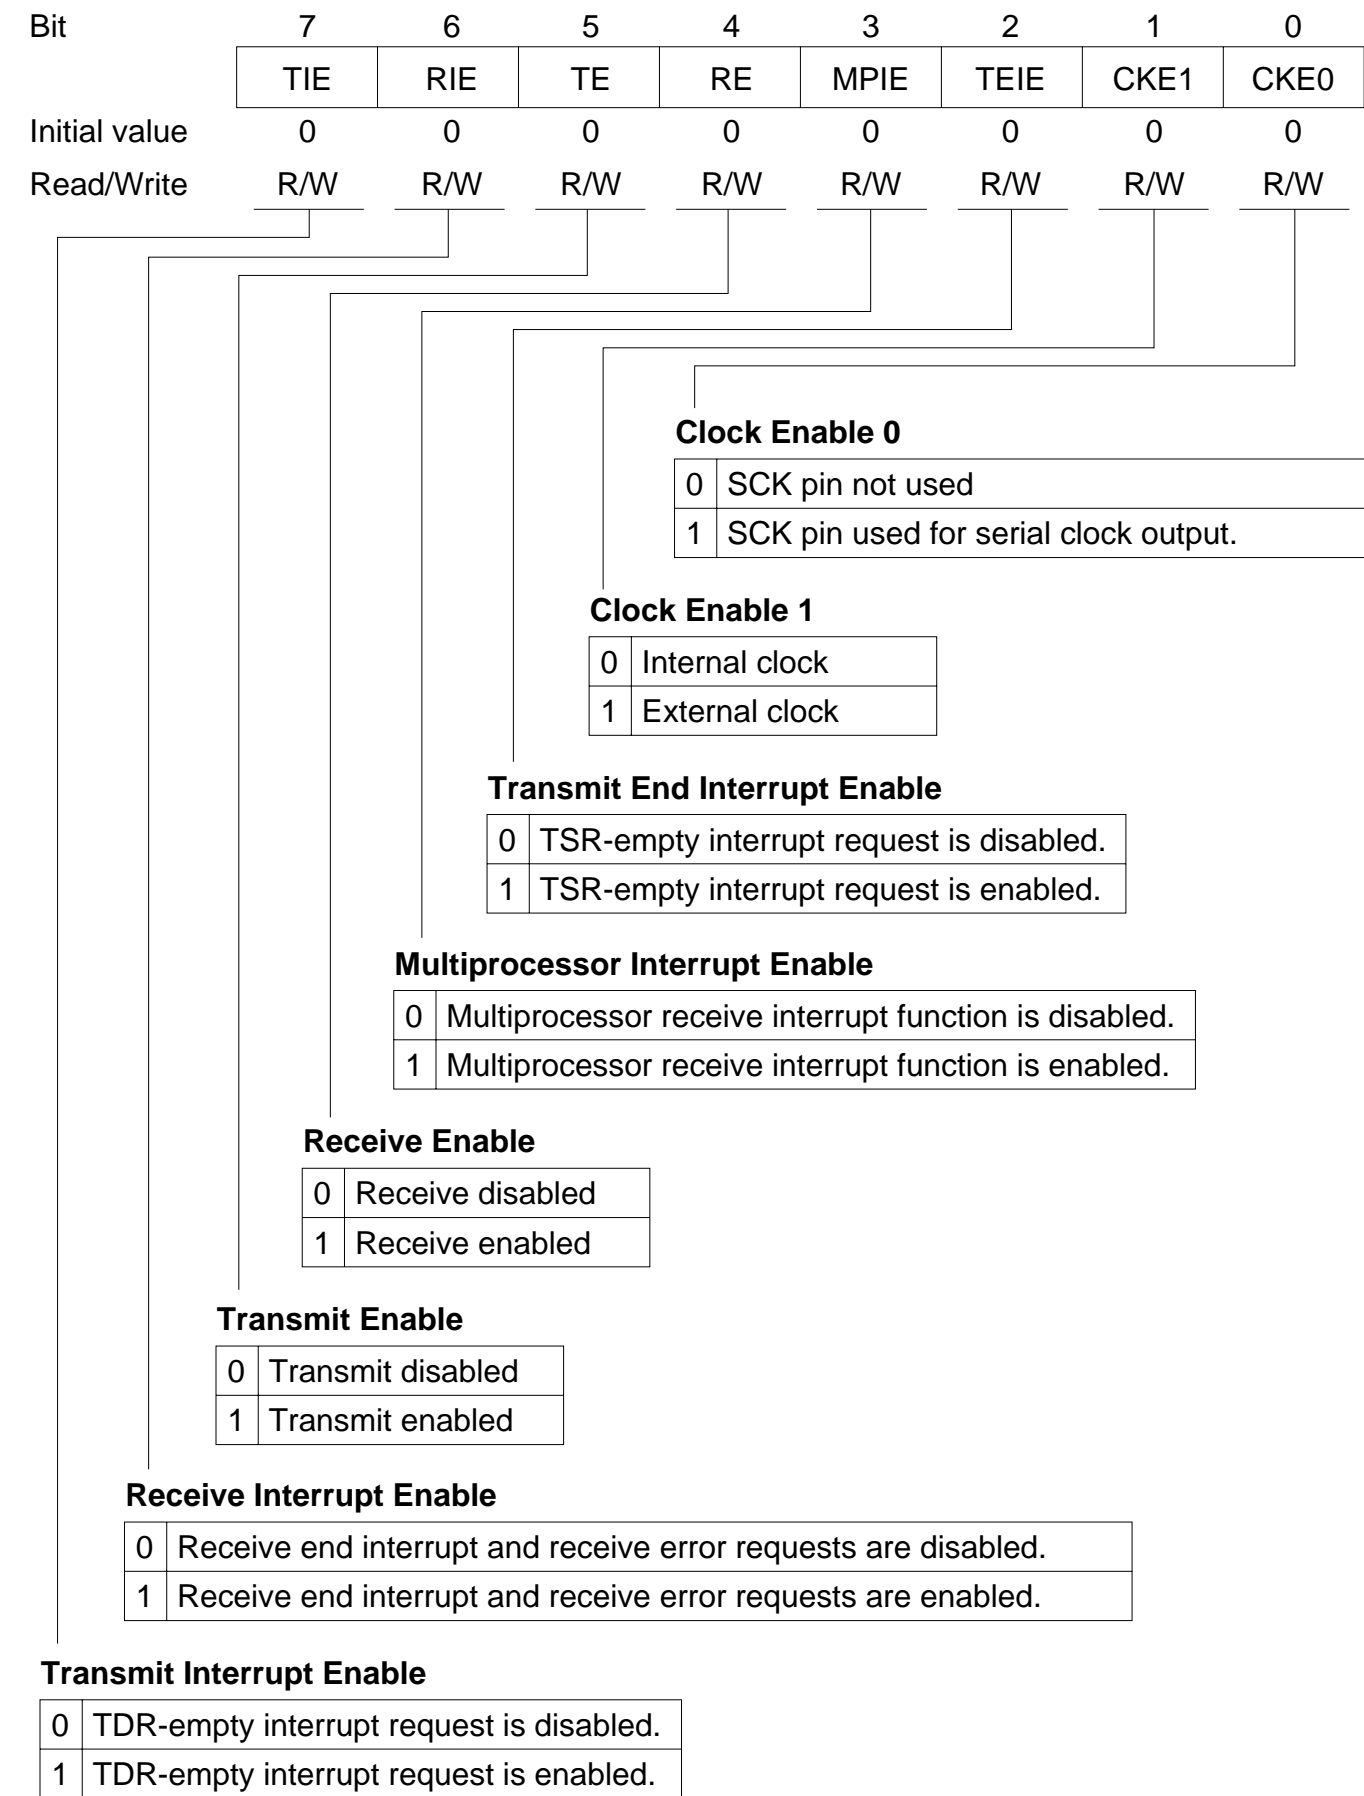 Bit 7 6 5 4 3 2 1 0
TIE RIE TE RE MPIE TEIE CKE1 CKE0
Initial value 0 0 0 0 0 0 0 0
Read/Write R/W R/W R/W R/W R/W R/W R/W R/W
Clock Enable 0
0 SCK pin not used
1 SCK pin used for serial clock output.
Clock Enable 1
0 Internal clock
1 External clock
Transmit End Interrupt Enable
0 TSR-empty interrupt request is disabled.
1 TSR-empty interrupt request is enabled.
Multiprocessor Interrupt Enable
0 Multiprocessor receive interrupt function is disabled.
1 Multiprocessor receive interrupt function is enabled.
Receive Enable
0 Receive disabled
1 Receive enabled
Transmit Enable
0 Transmit disabled
1 Transmit enabled
Receive Interrupt Enable
0 Receive end interrupt and receive error requests are disabled.
1 Receive end interrupt and receive error requests are enabled.
Transmit Interrupt Enable
0 TDR-empty interrupt request is disabled.
1 TDR-empty interrupt request is enabled.